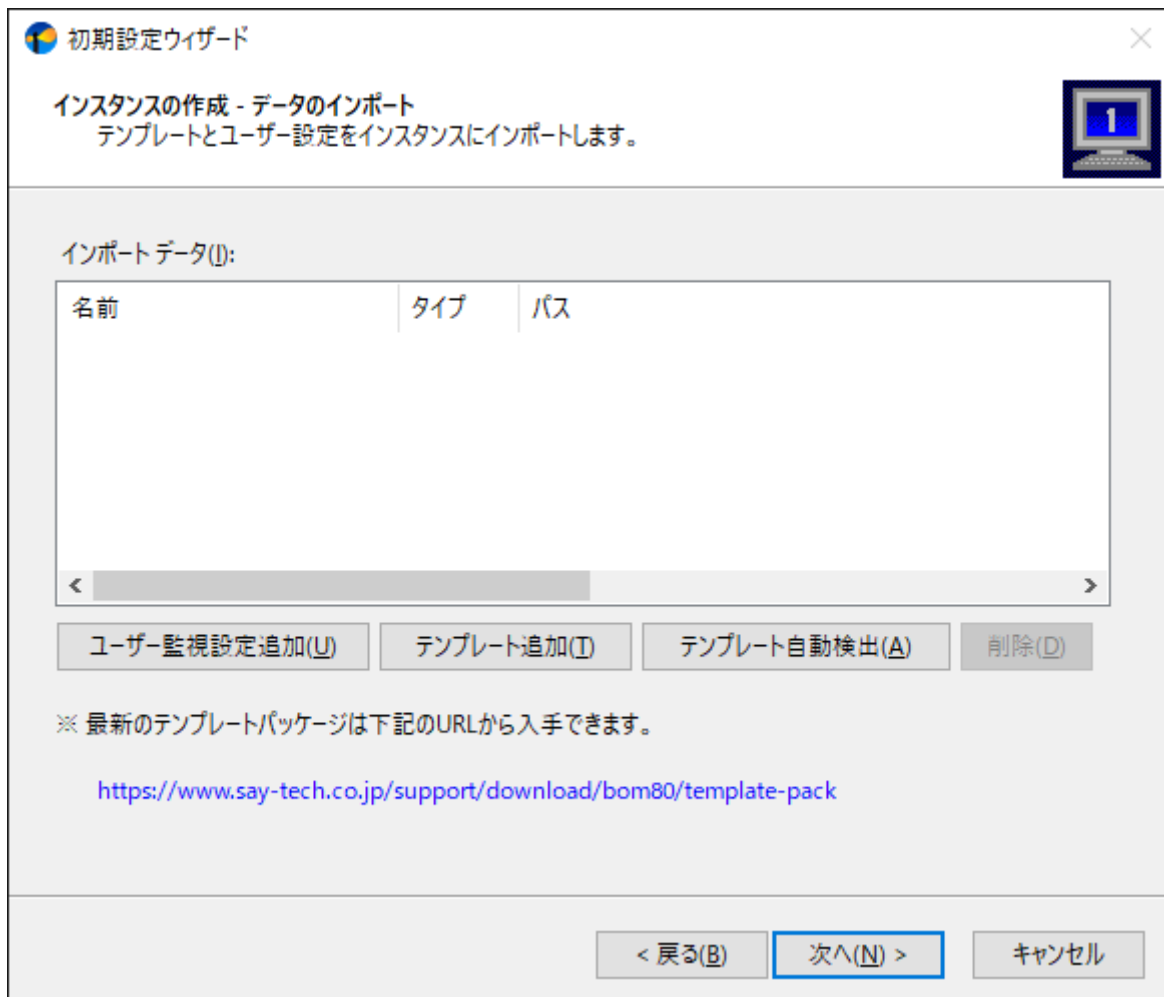 初期設定ウィザード
インスタンスの作成 - データのインポート
テンプレートとユーザー設定をインスタンスにインポートします。
1
インポート データ(I):
名前 タイプ パス
ユーザー監視設定追加(U) テンプレート追加(T) テンプレート自動検出(A) 削除(D)
※ 最新のテンプレートパッケージは下記のURLから入手できます。
https://www.say-tech.co.jp/support/download/bom80/template-pack
< 戻る(B) 次へ(N) > キャンセル